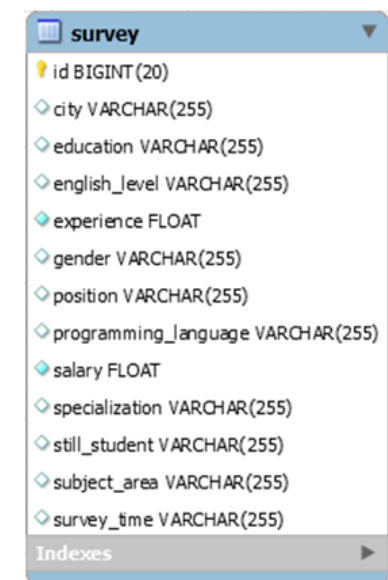 survey
id BIGINT(20)
city VARCHAR(255)
education VARCHAR(255)
english_level VARCHAR(255)
experience FLOAT
gender VARCHAR(255)
position VARCHAR(255)
programming_language VARCHAR(255)
salary FLOAT
specialization VARCHAR(255)
still_student VARCHAR(255)
subject_area VARCHAR(255)
survey_time VARCHAR(255)
Indexes